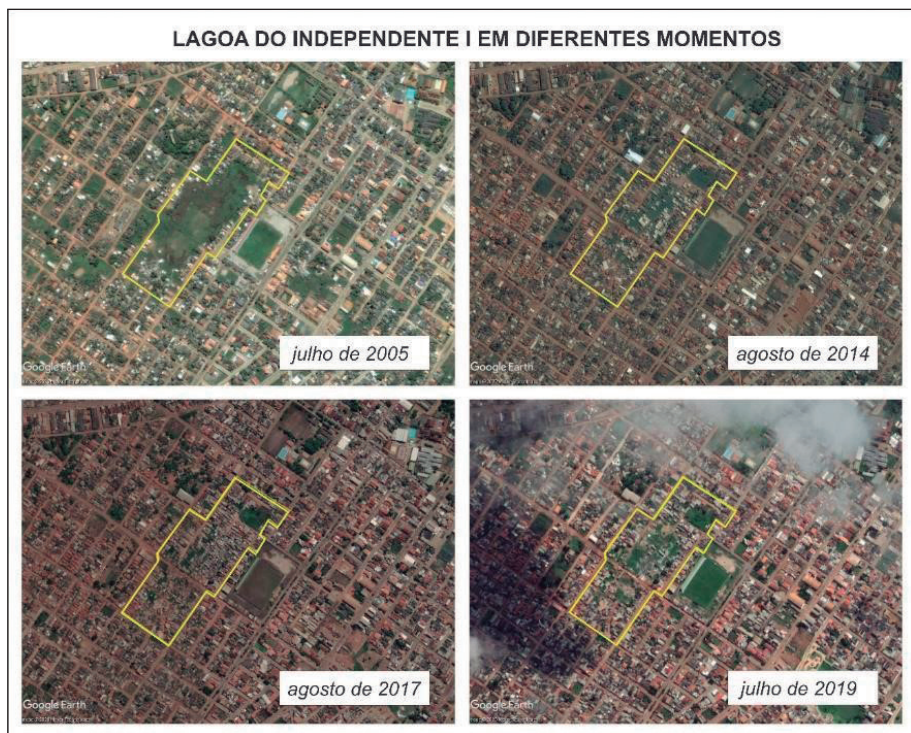 LAGOA DO INDEPENDENTE I EM DIFERENTES MOMENTOS
julho de 2005
Google Earth
agosto de 2014
Google Earth
agosto de 2017
Google Earth
julho de 2019
Google Earth